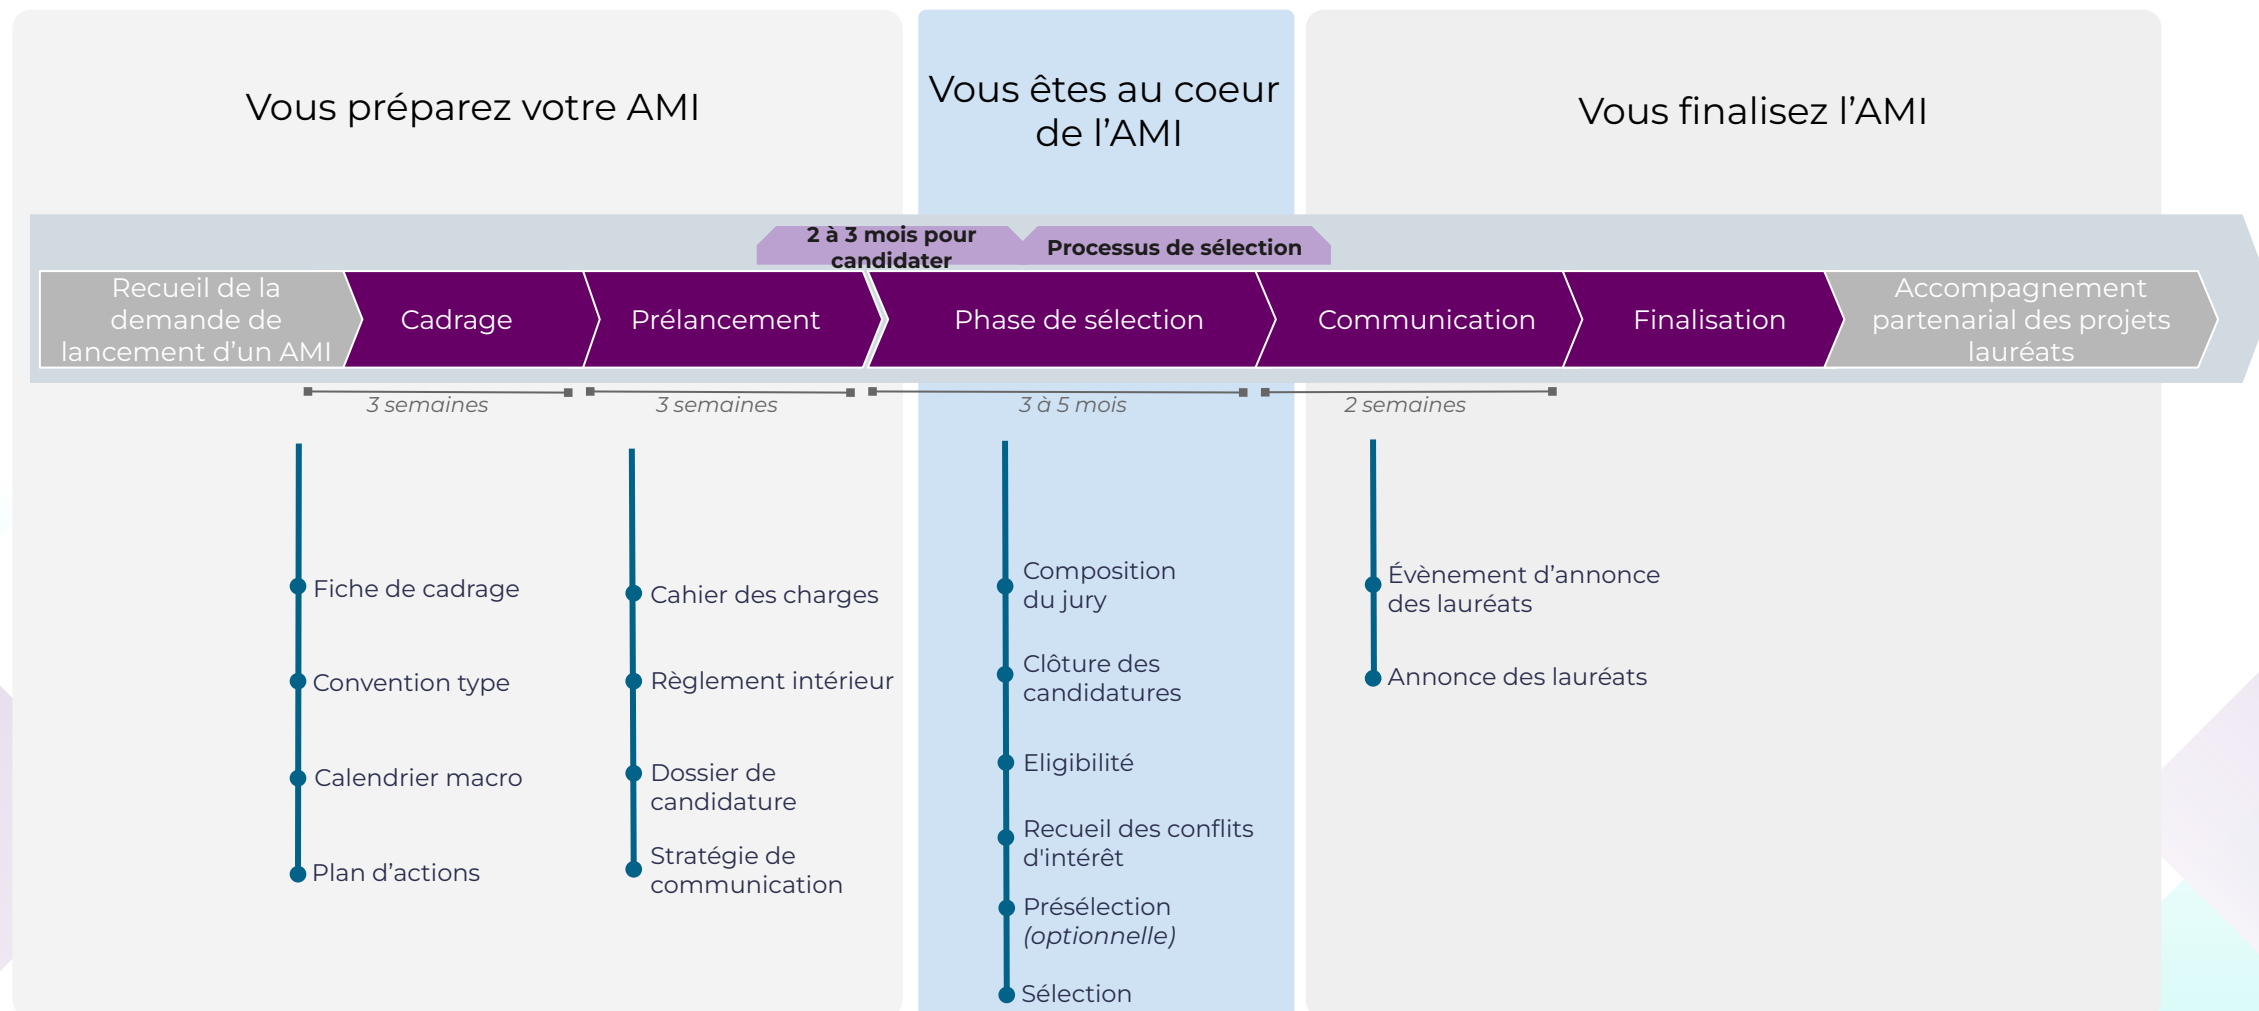 Vous préparez votre AMI
Vous êtes au coeur
de l’AMI
Vous finalisez l’AMI
2 à 3 mois pour
candidater
Processus de sélection
Recueil de la
demande de
lancement d’un AMI
Cadrage
Prélancement
Phase de sélection
Communication
Finalisation
Accompagnement
partenarial des projets
lauréats
3 semaines
3 semaines
3 à 5 mois
2 semaines
Fiche de cadrage
Convention type
Calendrier macro
Plan d’actions
Cahier des charges
Règlement intérieur
Dossier de
candidature
Stratégie de
communication
Composition
du jury
Clôture des
candidatures
Eligibilité
Recueil des conflits
d'intérêt
Présélection
(optionnelle)
Sélection
Évènement d’annonce
des lauréats
Annonce des lauréats